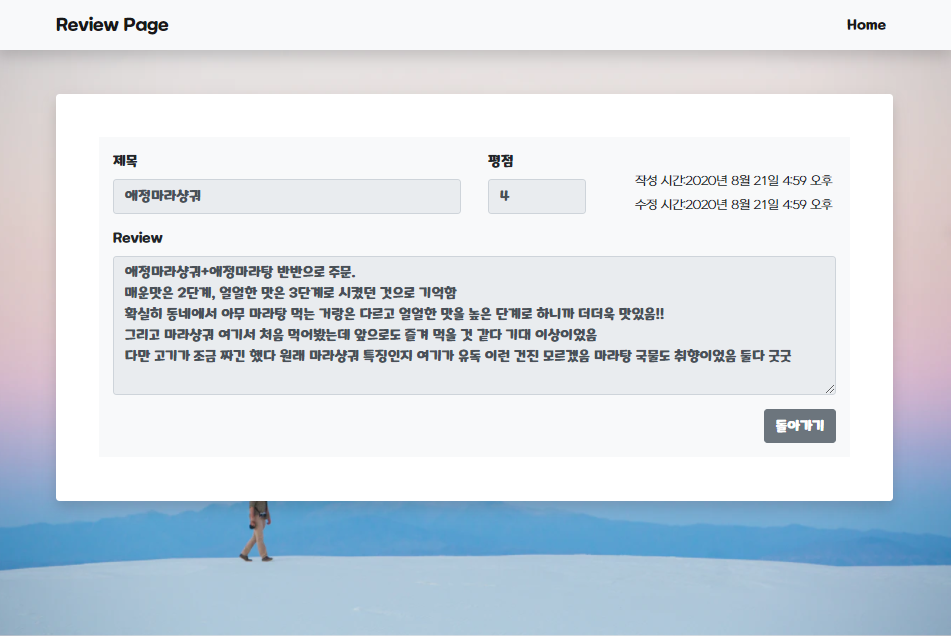 Review Page
Home
제목
평점
애정마라샹궈
4
작성 시간:2020년 8월 21일 4:59 오후
수정 시간:2020년 8월 21일 4:59 오후
Review
애정마라샹궈+애정마라탕 반반으로 주문.
매운맛은 2단계, 얼얼한 맛은 3단계로 시켰던 것으로 기억함
확실히 동네에서 아무 마라탕 먹는 거랑은 다르고 얼얼한 맛을 높은 단계로 하니까 더더욱 맛있음!!
그리고 마라샹궈 여기서 처음 먹어봤는데 앞으로도 즐겨 먹을 것 같다 기대 이상이었음
다만 고기가 조금 짜긴 했다 원래 마라샹궈 특징인지 여기가 유독 이런 건진 모르겠음 마라탕 국물도 취향이었음 둘다 굿굿
돌아가기